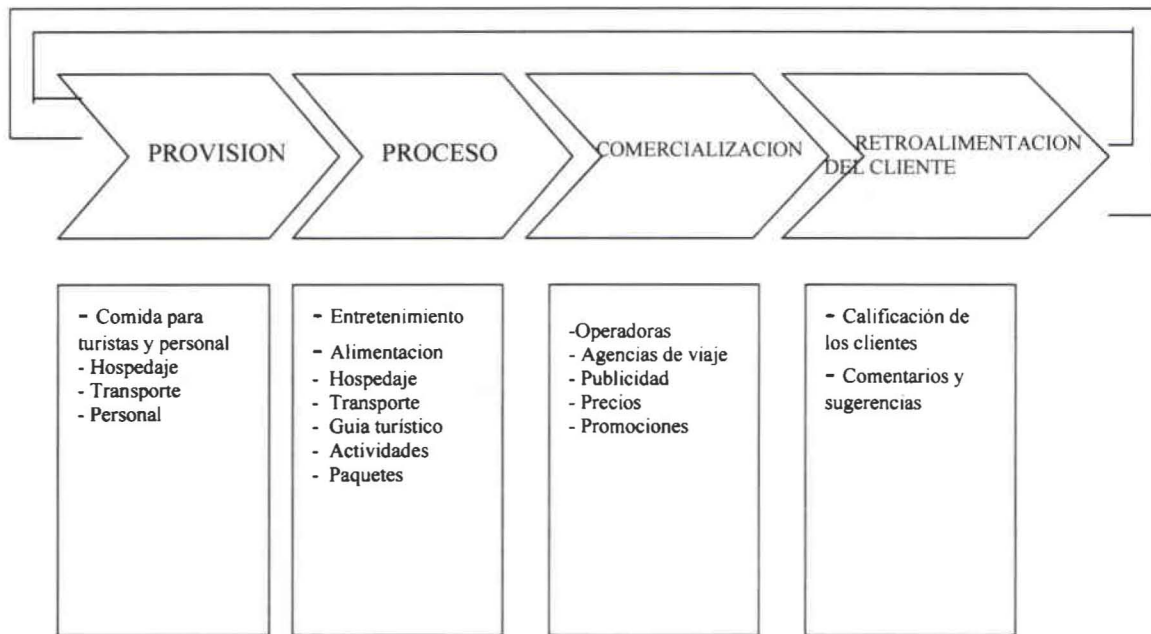 PROVISION
PROCESO
COMERCIALIZACION
RETROALIMENTACION
DEL CLIENTE
- Comida para
turistas y personal
- Hospedaje
- Transporte
- Personal
- Entretenimiento
- Alimentacion
- Hospedaje
- Transporte
- Guia turístico
- Actividades
- Paquetes
-Operadoras
- Agencias de viaje
- Publicidad
- Precios
- Promociones
- Calificación de
los clientes
- Comentarios y
sugerencias